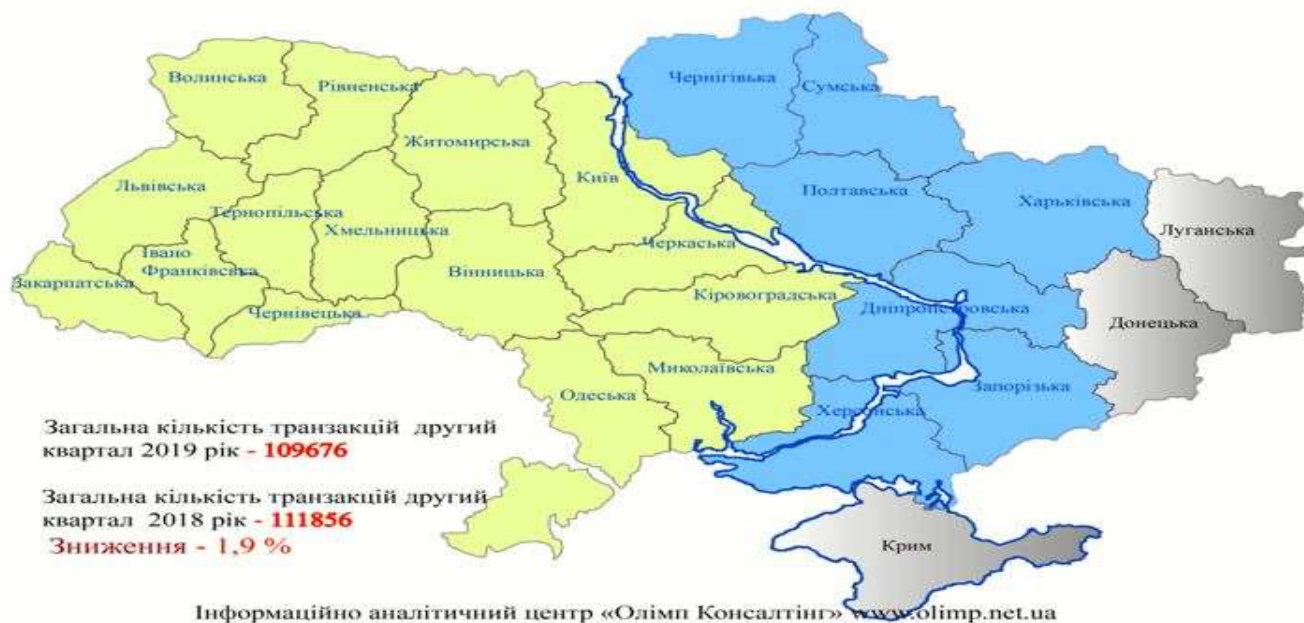 Волинська
Рівненська
Житомирська
Київ
Чернігівька
Сумська
Львівська
Тернопільська
Хмельницька
Івано
Франківська
Закарпатська
Чернівецька
Вінницька
Черкаська
Кіровоградська
Полтавська
Харьківська
Луганська
Донецька
Дніпропетровська
Запорізька
Херсонська
Миколаївська
Одеська
Крим
Загальна кількість транзакцій другий
квартал 2019 рік - 109676
Загальна кількість транзакцій другий
квартал 2018 рік - 111856
Зниження - 1,9 %
Інформаційно аналітичний центр «Олімп Консалтінг» www.olimp.net.ua